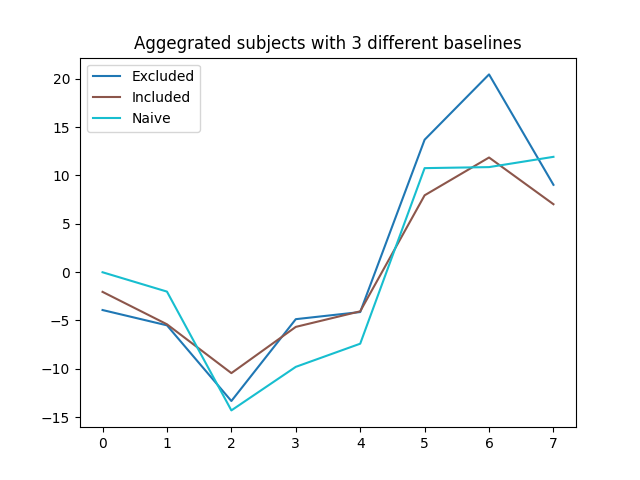 Aggegrated subjects with 3 different baselines
Excluded
Included
Naive
20
15
10
5
0
−5
−10
−15
0 1 2 3 4 5 6 7